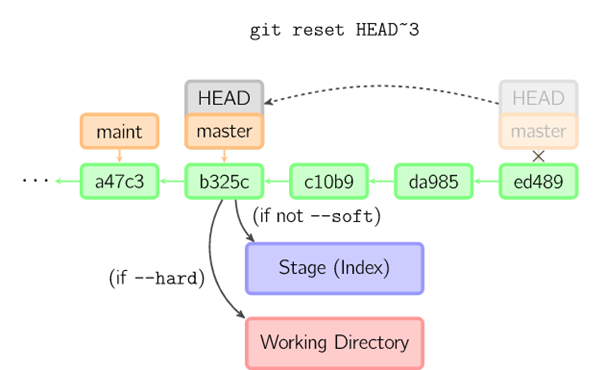 git reset HEAD~3
HEAD
HEAD
maint
master
master
...
a47c3
b325c
c10b9
da985
ed489
(if not --soft)
Stage (Index)
(if --hard)
Working Directory